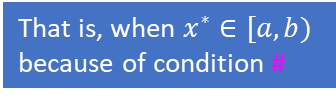 That is, when x* ∈ [a, b)
because of condition #